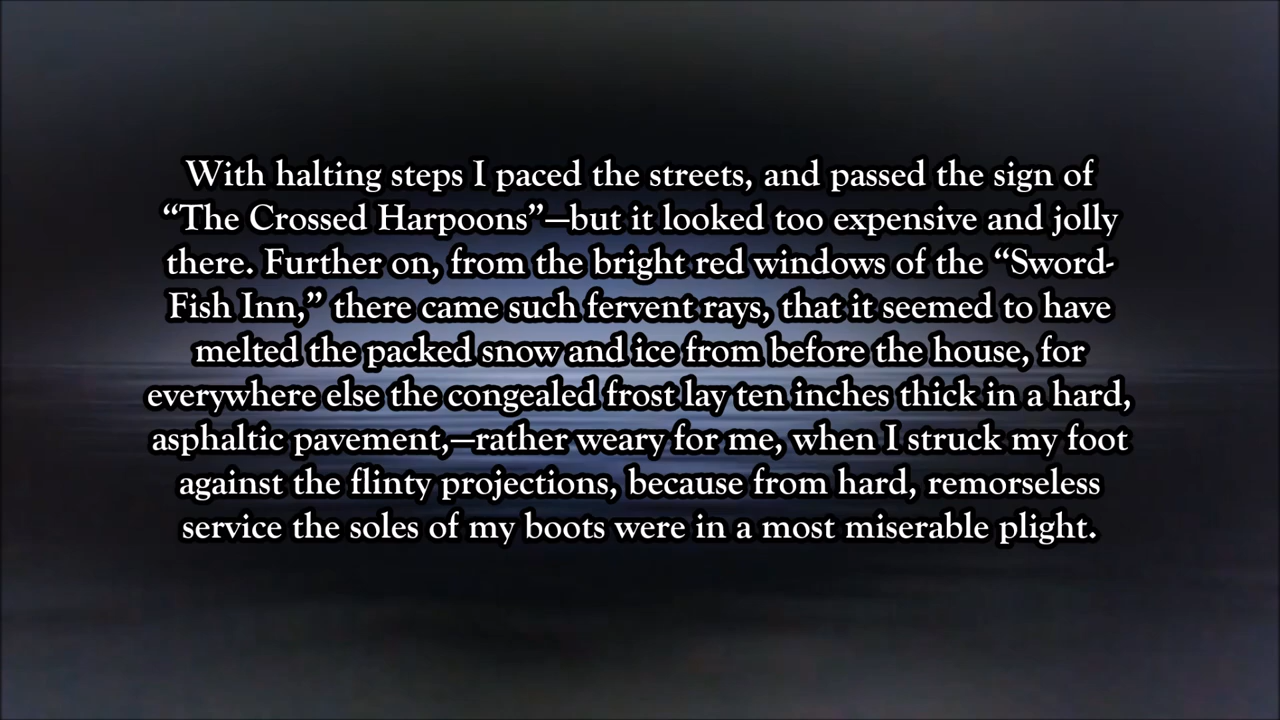 With halting steps I paced the streets, and passed the sign of
“The Crossed Harpoons”—but it looked too expensive and jolly
there. Further on, from the bright red windows of the “Sword-
Fish Inn,” there came such fervent rays, that it seemed to have
melted the packed snow and ice from before the house, for
everywhere else the congealed frost lay ten inches thick in a hard,
asphaltic pavement,—rather weary for me, when I struck my foot
against the flinty projections, because from hard, remorseless
service the soles of my boots were in a most miserable plight.